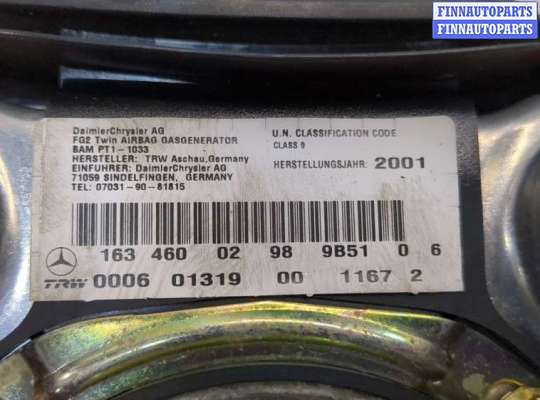 FINNAUTOPARTS
FINNAUTOPARTS
DaimlerChrysler AG
FG2 Twin AIRBAG GASGENERATOR
BAM PT1-1033
HERSTELLER: TRW Aschau,Germany
EINFUHRER: DaimlerChrysler AG
71059 SINDELFINGEN, GERMANY
TEL: 07031-90-81815
U.N. CLASSIFICATION CODE
CLASS 9
HERSTELLUNGSJAHR: 2001
163 460 02 98 9B51 0 6
TRW 0006 01319 00 1167 2